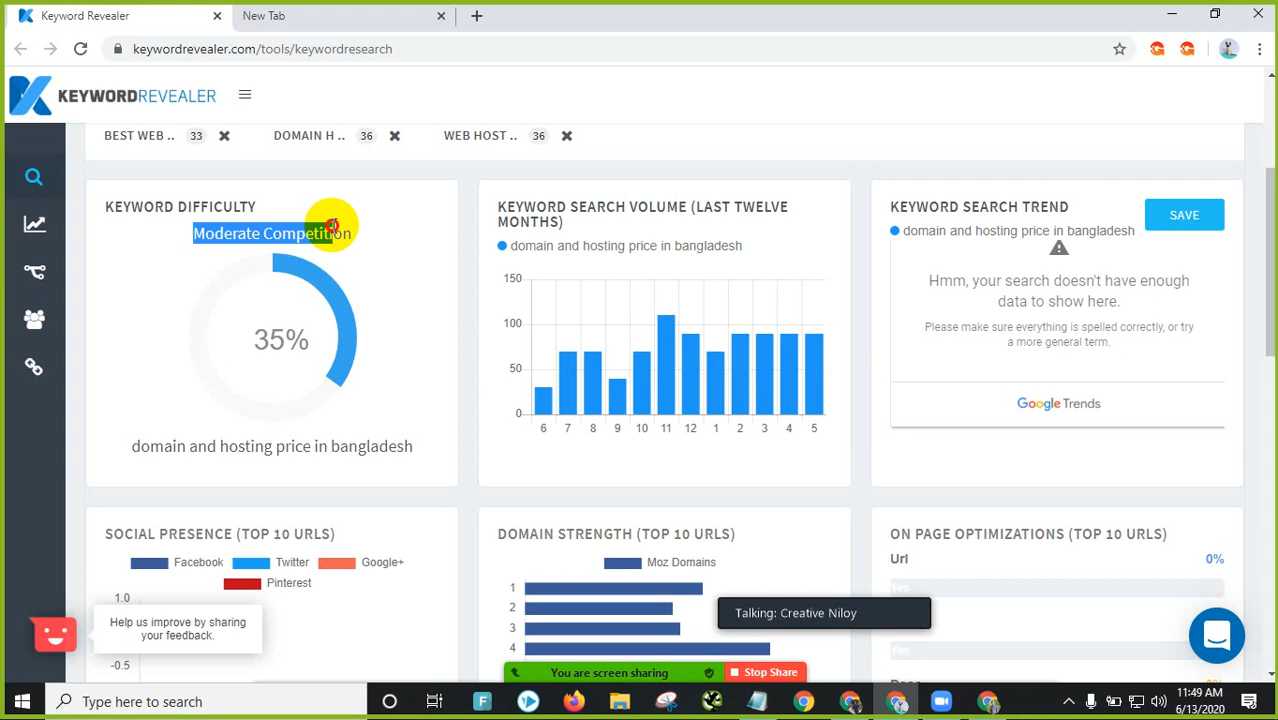 Keyword Revealer
New Tab
keywordrevealer.com/tools/keywordresearch
KEYWORDREVEALER
BEST WEB .. 33
DOMAIN H .. 36
WEB HOST .. 36
KEYWORD DIFFICULTY
Moderate Competition
35%
domain and hosting price in bangladesh
KEYWORD SEARCH VOLUME (LAST TWELVE
MONTHS)
domain and hosting price in bangladesh
150
100
50
0
6 7 8 9 10 11 12 1 2 3 4 5
KEYWORD SEARCH TREND
SAVE
domain and hosting price in bangladesh
Hmm, your search doesn't have enough
data to show here.
Please make sure everything is spelled correctly, or try
a more general term.
Google Trends
SOCIAL PRESENCE (TOP 10 URLS)
Facebook Twitter Google+
Pinterest
1.0
-0.5
Help us improve by sharing
your feedback.
DOMAIN STRENGTH (TOP 10 URLS)
Moz Domains
1
2
3
4
ON PAGE OPTIMIZATIONS (TOP 10 URLS)
Url 0%
Yes
Yes
Talking: Creative Niloy
You are screen sharing
Stop Share
Type here to search
11:49 AM
6/13/2020